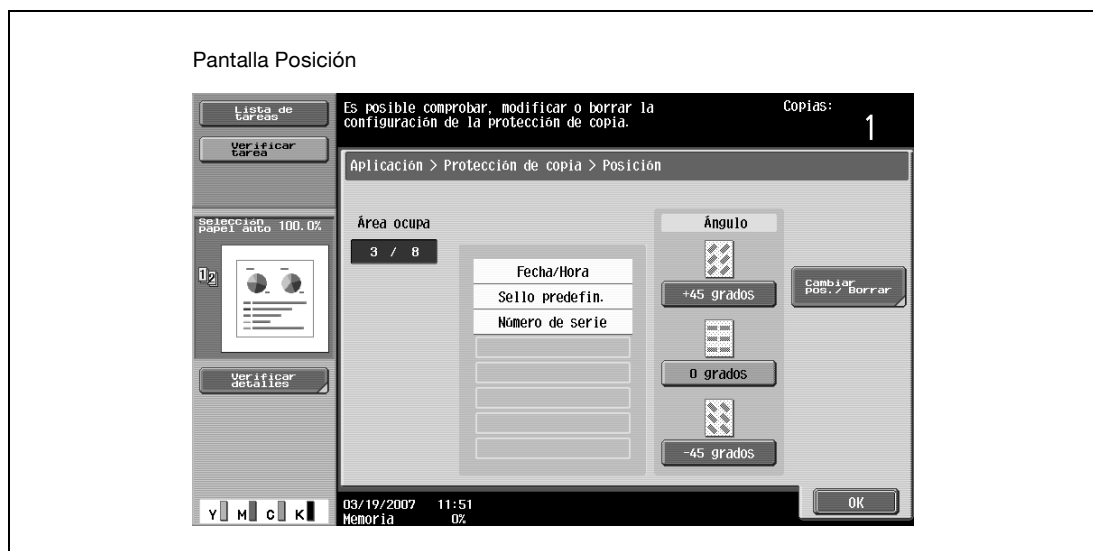 Pantalla Posición
Lista de
tareas
Verificar
tarea
Es posible comprobar, modificar o borrar la
configuración de la protección de copia.
Copias:
1
Aplicación > Protección de copia > Posición
Selección
papel auto 100.0%
12
Verificar
detalles
Área ocupa
3 / 8
Fecha/Hora
Sello predefin.
Número de serie
Ángulo
+45 grados
0 grados
-45 grados
Cambiar
pos./ Borrar
Y M C K
03/19/2007 11:51
Memoria 0%
OK